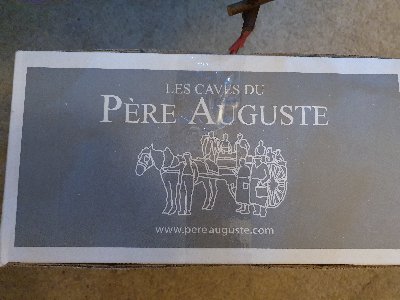 LES CAVES DU
PÈRE AUGUSTE
www.pereauguste.com